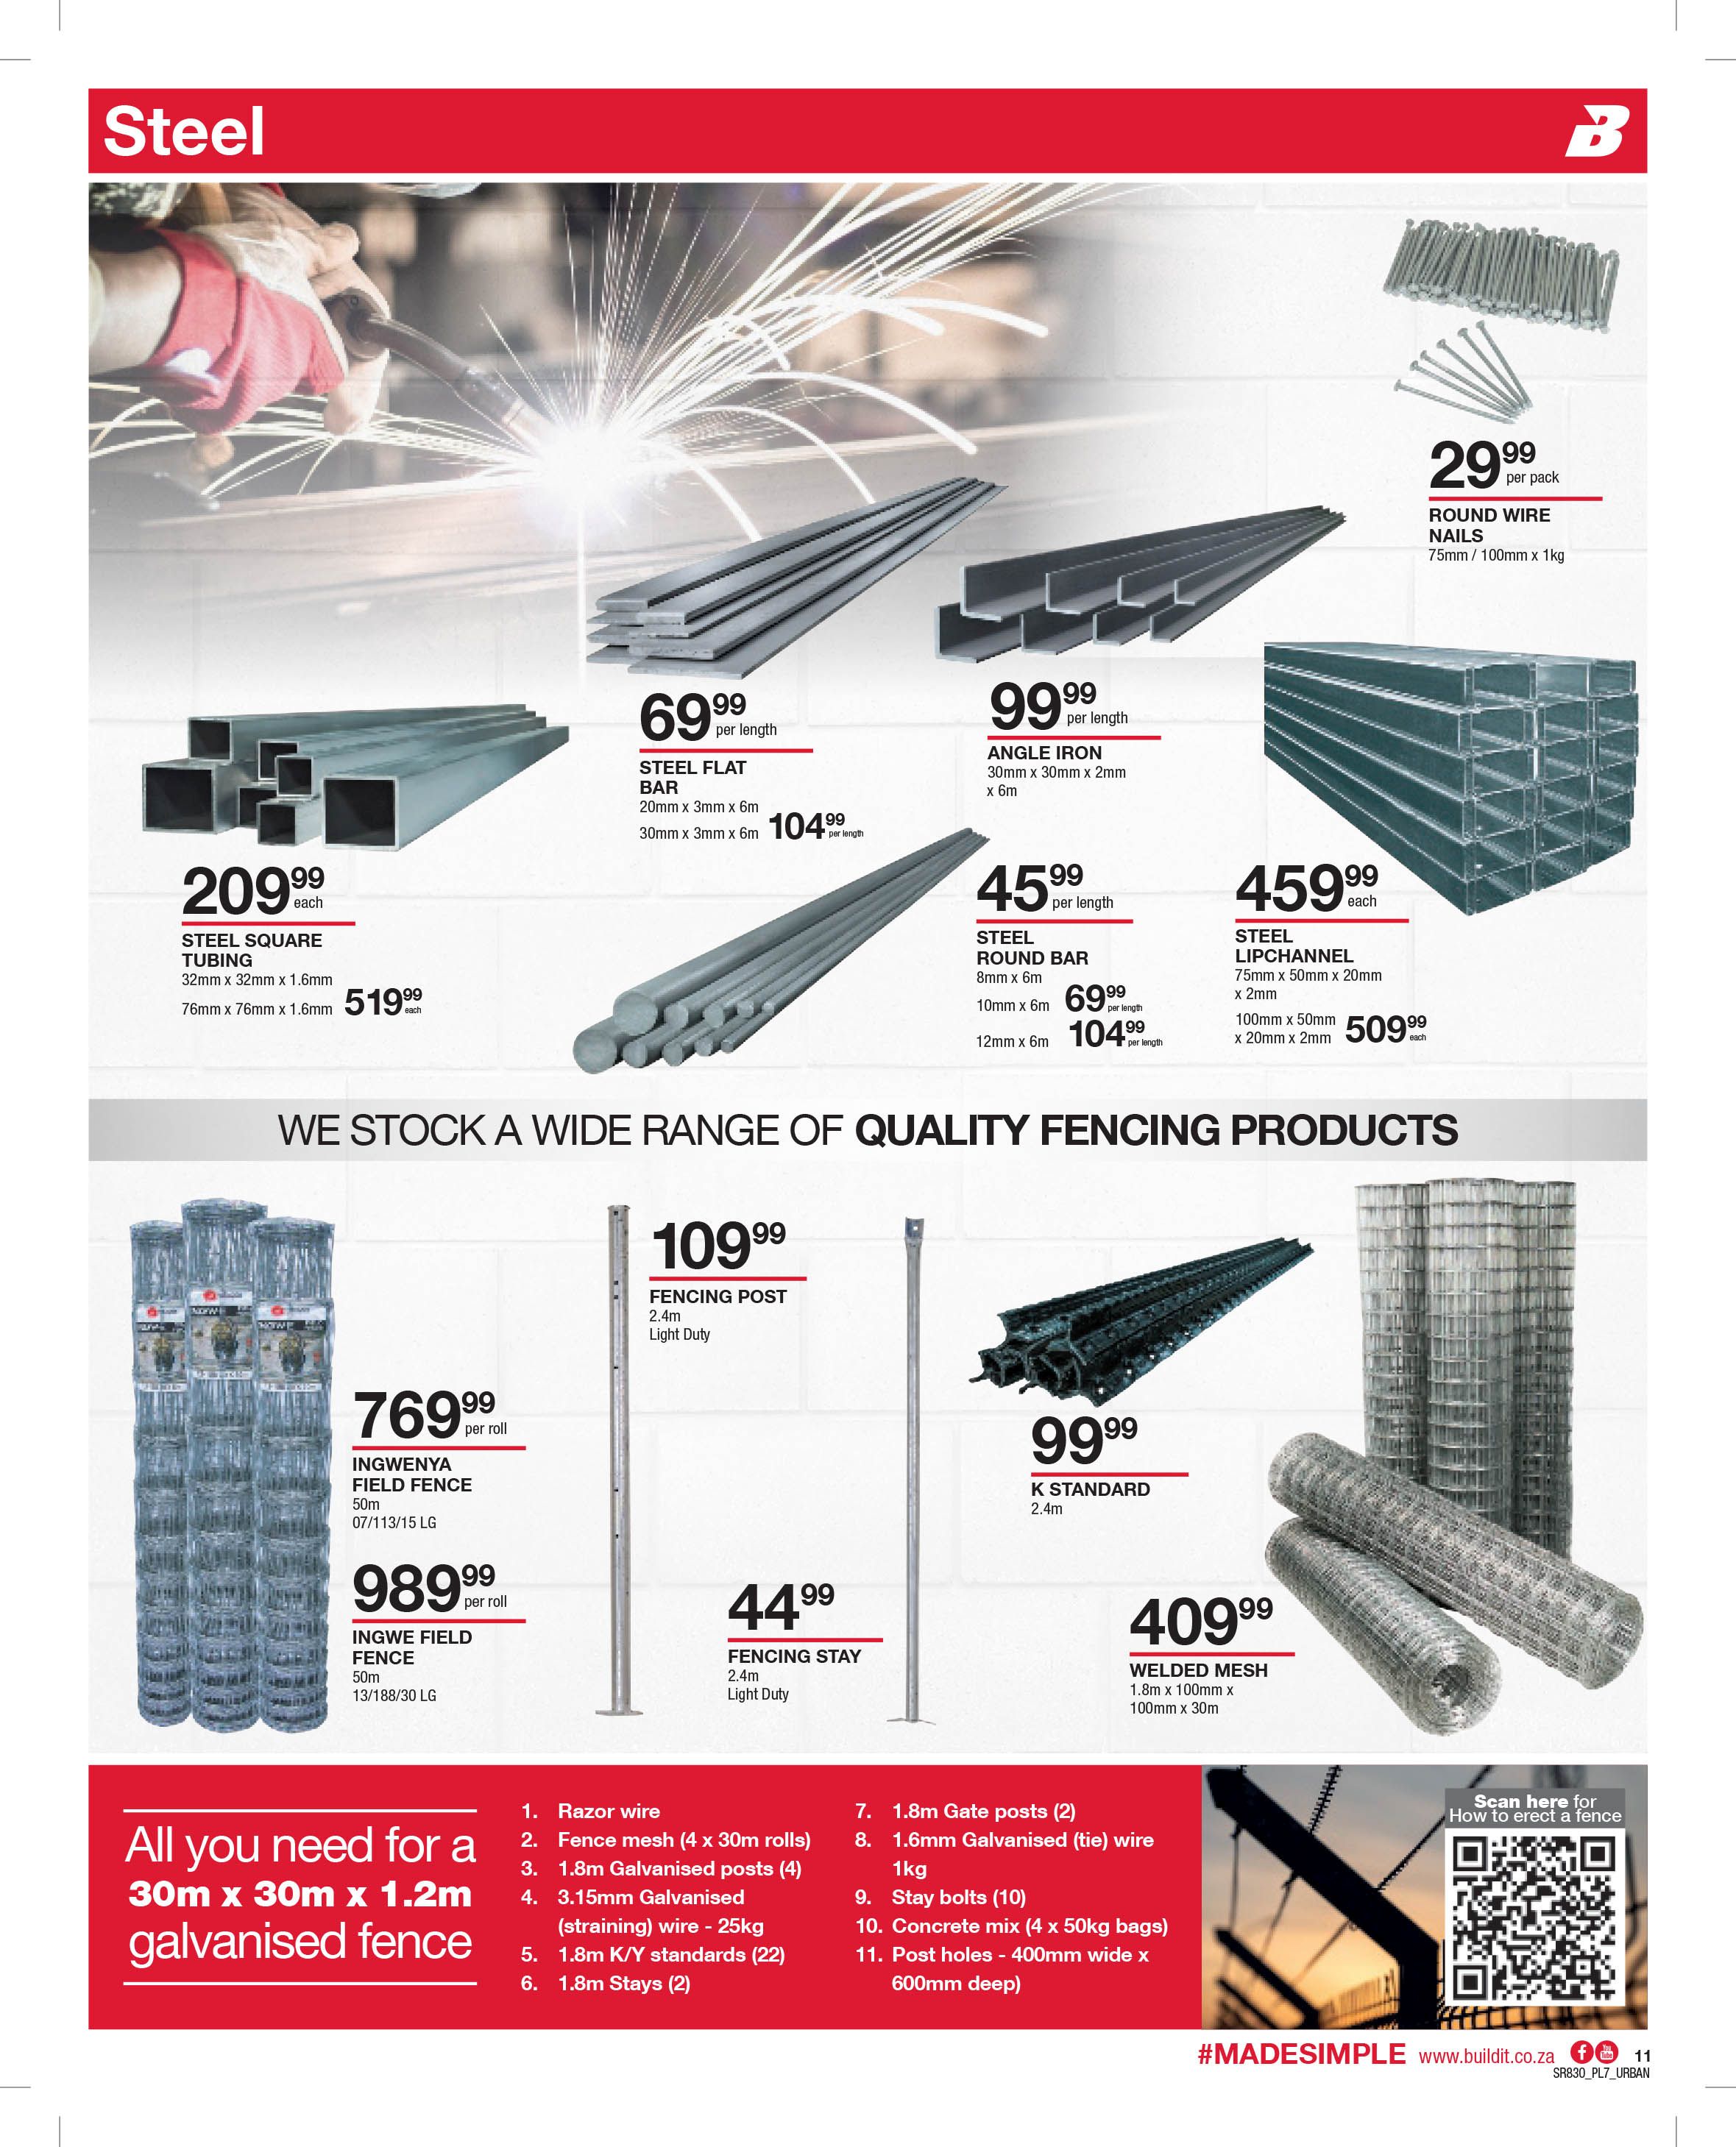 Steel
B
29 99
per pack
ROUND WIRE
NAILS
75mm / 100mm x 1kg
69 99
per length
STEEL FLAT
BAR
20mm x 3mm x 6m
30mm x 3mm x 6m 104 99 per length
99 99
per length
ANGLE IRON
30mm x 30mm x 2mm
x 6m
209 99
each
STEEL SQUARE
TUBING
32mm x 32mm x 1.6mm
76mm x 76mm x 1.6mm 519 99 each
45 99
per length
STEEL
ROUND BAR
8mm x 6m
10mm x 6m 69 99 per length
12mm x 6m 104 99 per length
459 99
each
STEEL
LIPCHANNEL
75mm x 50mm x 20mm
x 2mm
100mm x 50mm
x 20mm x 2mm 509 99 each
WE STOCK A WIDE RANGE OF QUALITY FENCING PRODUCTS
769 99
per roll
INGWENYA
FIELD FENCE
50m
07/113/15 LG
989 99
per roll
INGWE FIELD
FENCE
50m
13/188/30 LG
109 99
FENCING POST
2.4m
Light Duty
44 99
FENCING STAY
2.4m
Light Duty
99 99
K STANDARD
2.4m
409 99
WELDED MESH
1.8m x 100mm x
100mm x 30m
All you need for a
30m x 30m x 1.2m
galvanised fence
1. Razor wire
2. Fence mesh (4 x 30m rolls)
3. 1.8m Galvanised posts (4)
4. 3.15mm Galvanised
(straining) wire - 25kg
5. 1.8m K/Y standards (22)
6. 1.8m Stays (2)
7. 1.8m Gate posts (2)
8. 1.6mm Galvanised (tie) wire
1kg
9. Stay bolts (10)
10. Concrete mix (4 x 50kg bags)
11. Post holes - 400mm wide x
600mm deep)
Scan here for
How to erect a fence
#MADESIMPLE www.buildit.co.za f You Tube 11
SR830_PL7_URBAN